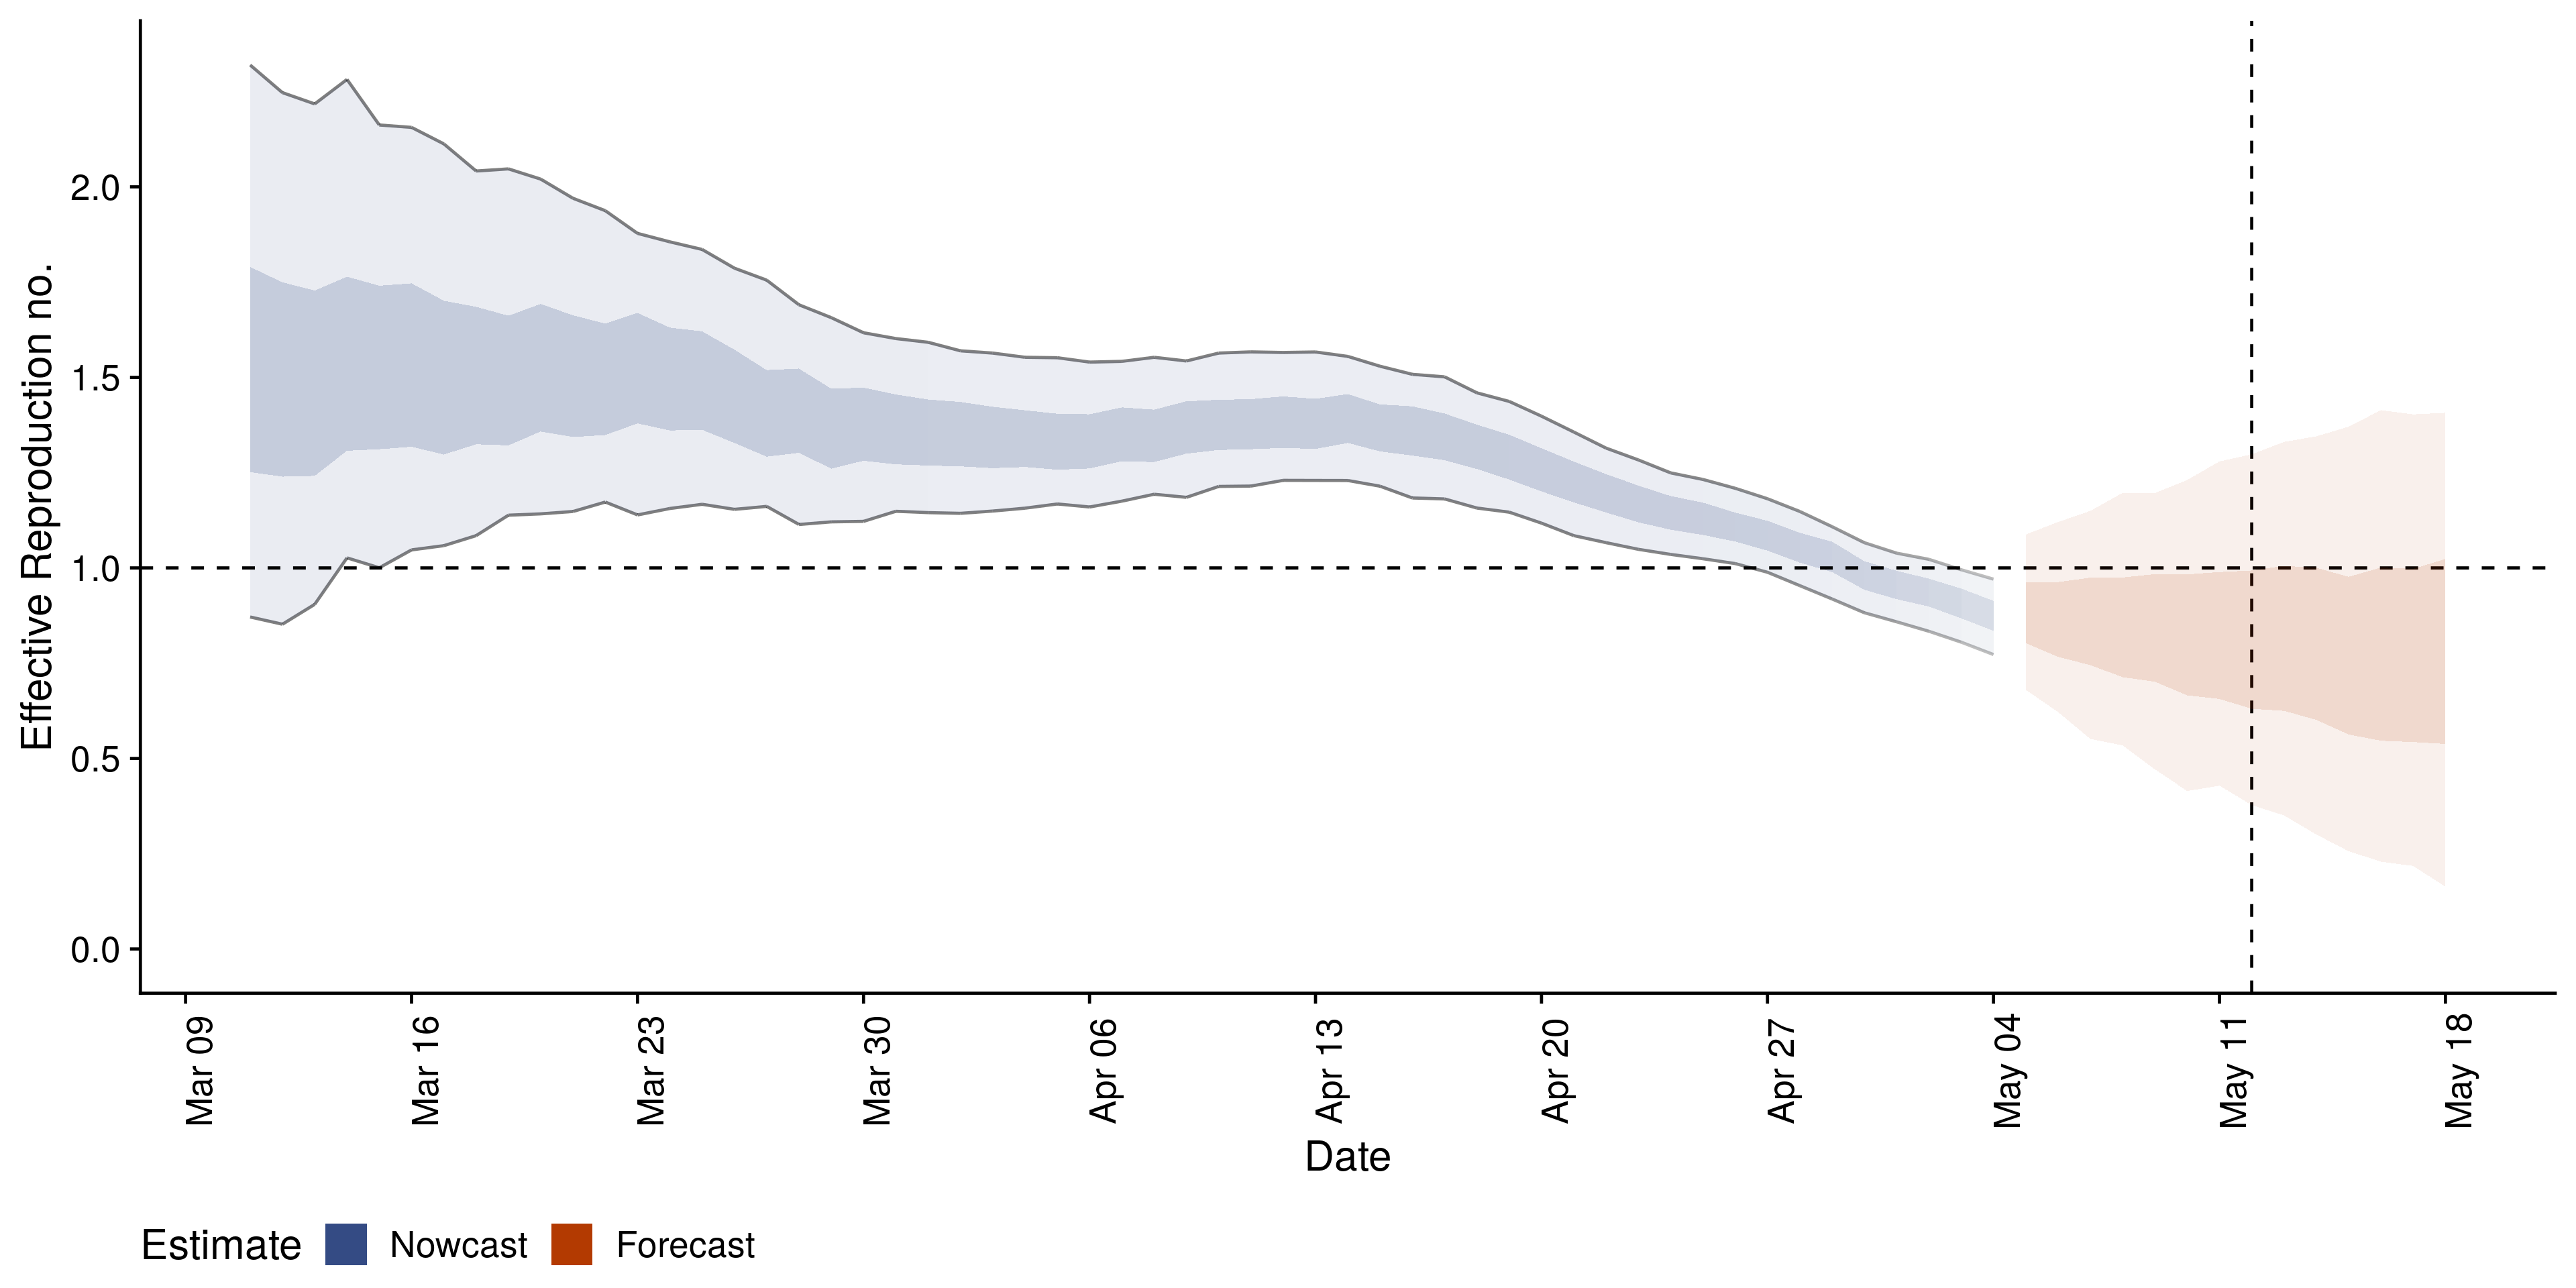 Effective Reproduction no.
2.0
1.5
1.0
0.5
0.0
Mar 09
Mar 16
Mar 23
Mar 30
Apr 06
Apr 13
Apr 20
Apr 27
May 04
May 11
May 18
Date
Estimate Nowcast Forecast